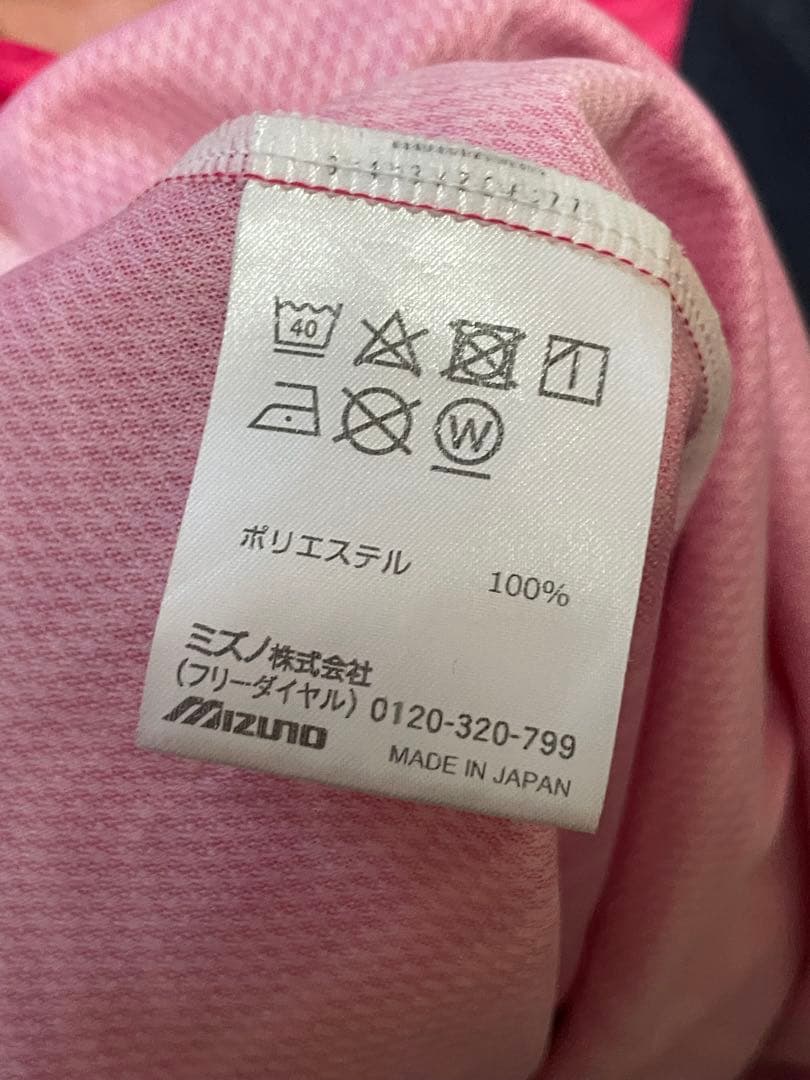 40
W
ポリエステル 100%
ミズノ株式会社
(フリーダイヤル) 0120-320-799
MIZUNO
MADE IN JAPAN